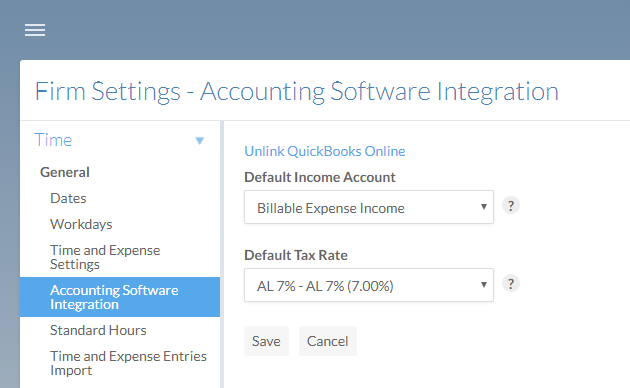 Firm Settings - Accounting Software Integration
Time
General
Dates
Workdays
Time and Expense
Settings
Accounting Software
Integration
Standard Hours
Time and Expense Entries
Import
Unlink QuickBooks Online
Default Income Account
Billable Expense Income
?
Default Tax Rate
AL 7% - AL 7% (7.00%)
?
Save
Cancel